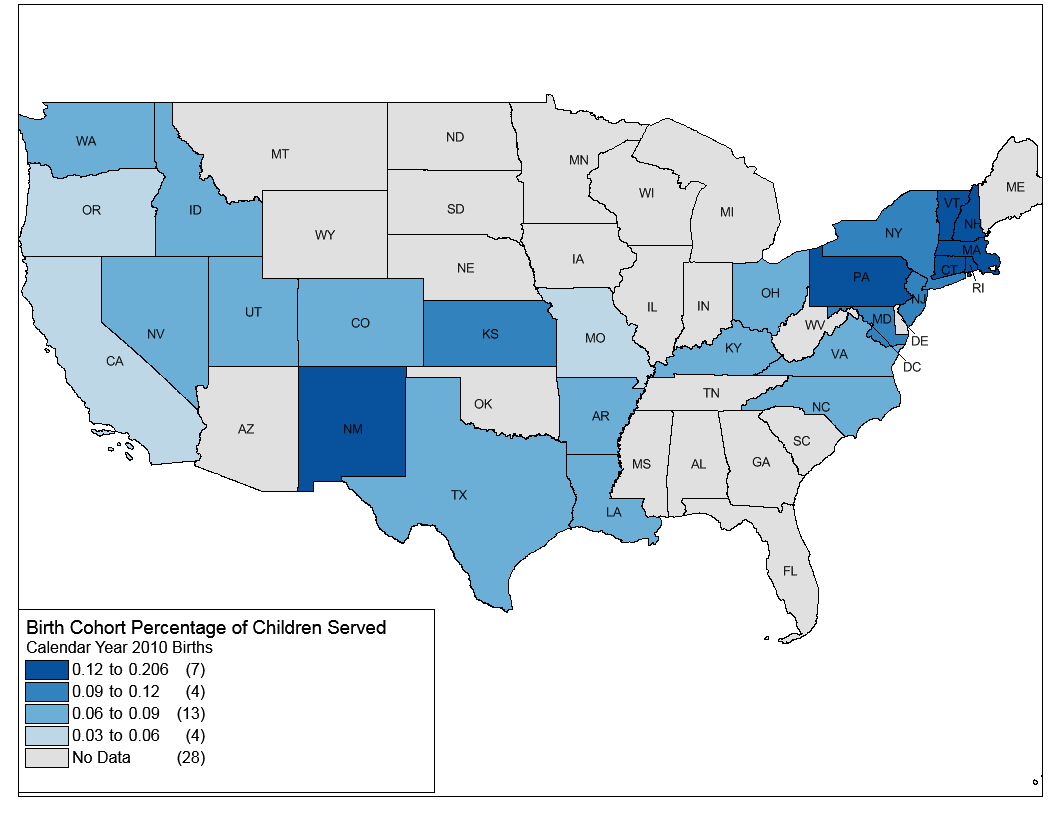 WA
MT
ND
MN
ME
OR
ID
SD
WI
MI
VT
NH
NY
WY
MA
NE
IA
CT
RI
NV
UT
CO
KS
MO
IL
IN
OH
PA
NJ
CA
WV
MD
DE
KY
VA
DC
AZ
NM
OK
AR
TN
NC
TX
MS
AL
GA
SC
LA
FL
Birth Cohort Percentage of Children Served
Calendar Year 2010 Births
0.12 to 0.206 (7)
0.09 to 0.12 (4)
0.06 to 0.09 (13)
0.03 to 0.06 (4)
No Data (28)